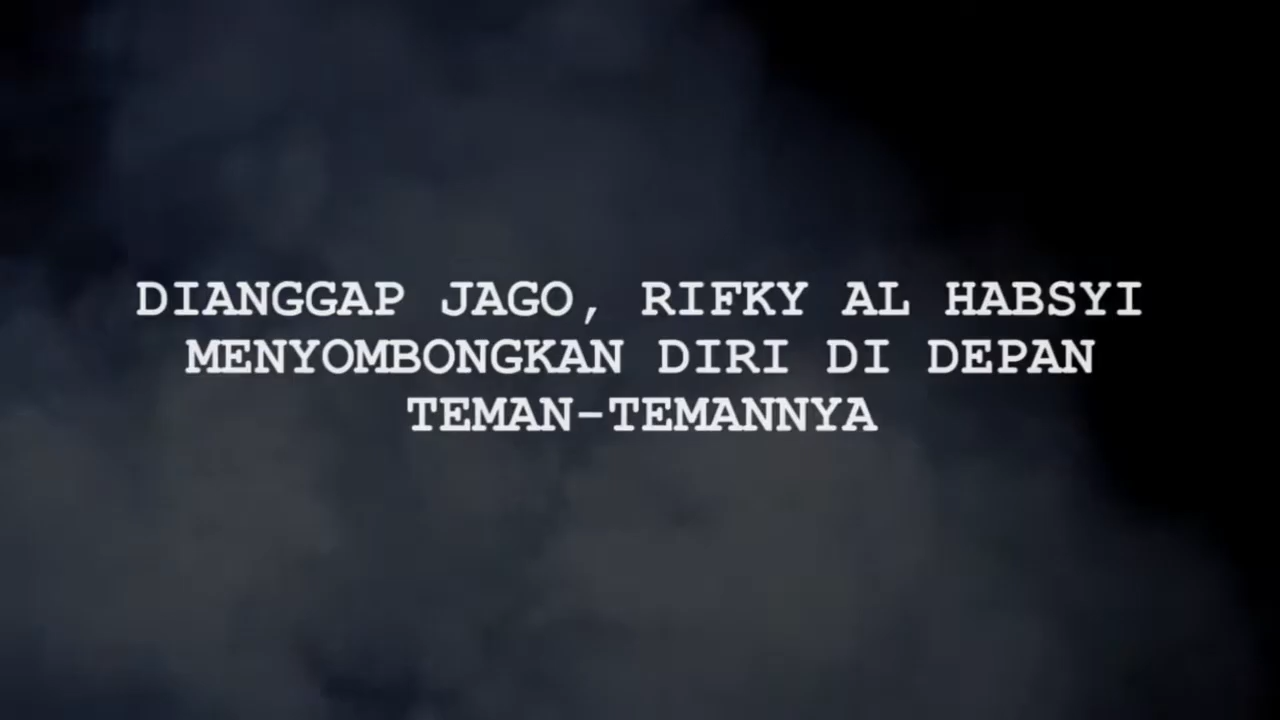 DIANGGAP JAGO, RIFKY AL HABSYI
MENYOMBONGKAN DIRI DI DEPAN
TEMAN-TEMANNYA